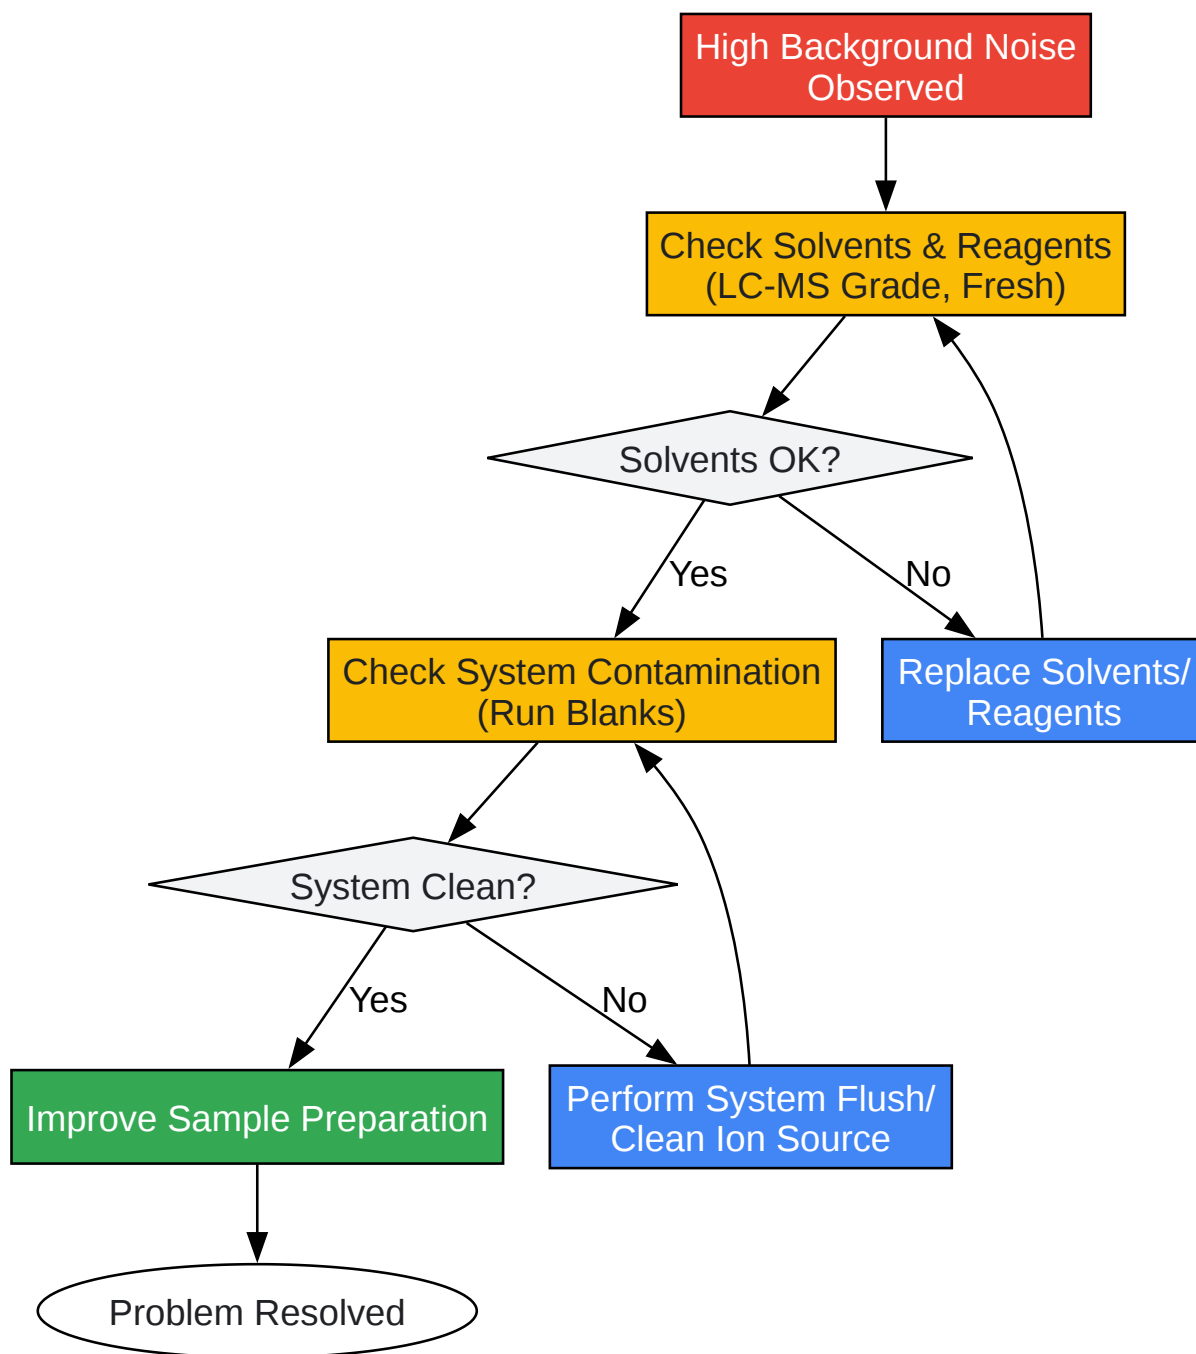 High Background Noise
Observed
Check Solvents & Reagents
(LC-MS Grade, Fresh)
Solvents OK?
Yes
No
Check System Contamination
(Run Blanks)
Replace Solvents/
Reagents
System Clean?
Yes
No
Improve Sample Preparation
Perform System Flush/
Clean Ion Source
Problem Resolved